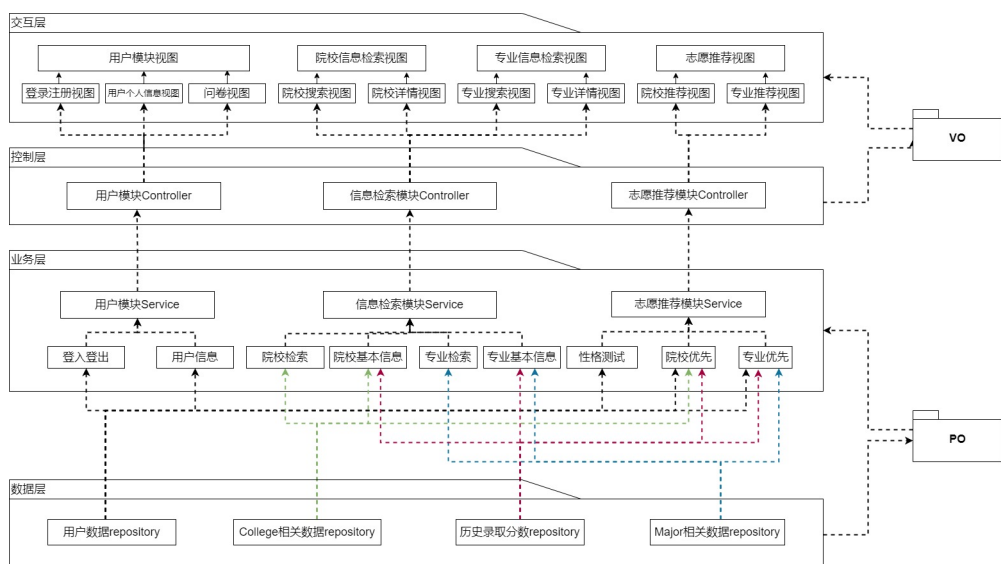 交互层
用户模块视图
院校信息检索视图
专业信息检索视图
志愿推荐视图
登录注册视图
用户个人信息视图
问卷视图
院校搜索视图
院校详情视图
专业搜索视图
专业详情视图
院校推荐视图
专业推荐视图
VO
控制层
用户模块Controller
信息检索模块Controller
志愿推荐模块Controller
业务层
用户模块Service
信息检索模块Service
志愿推荐模块Service
登入登出
用户信息
院校检索
院校基本信息
专业检索
专业基本信息
性格测试
院校优先
专业优先
PO
数据层
用户数据repository
College相关数据repository
历史录取分数repository
Major相关数据repository